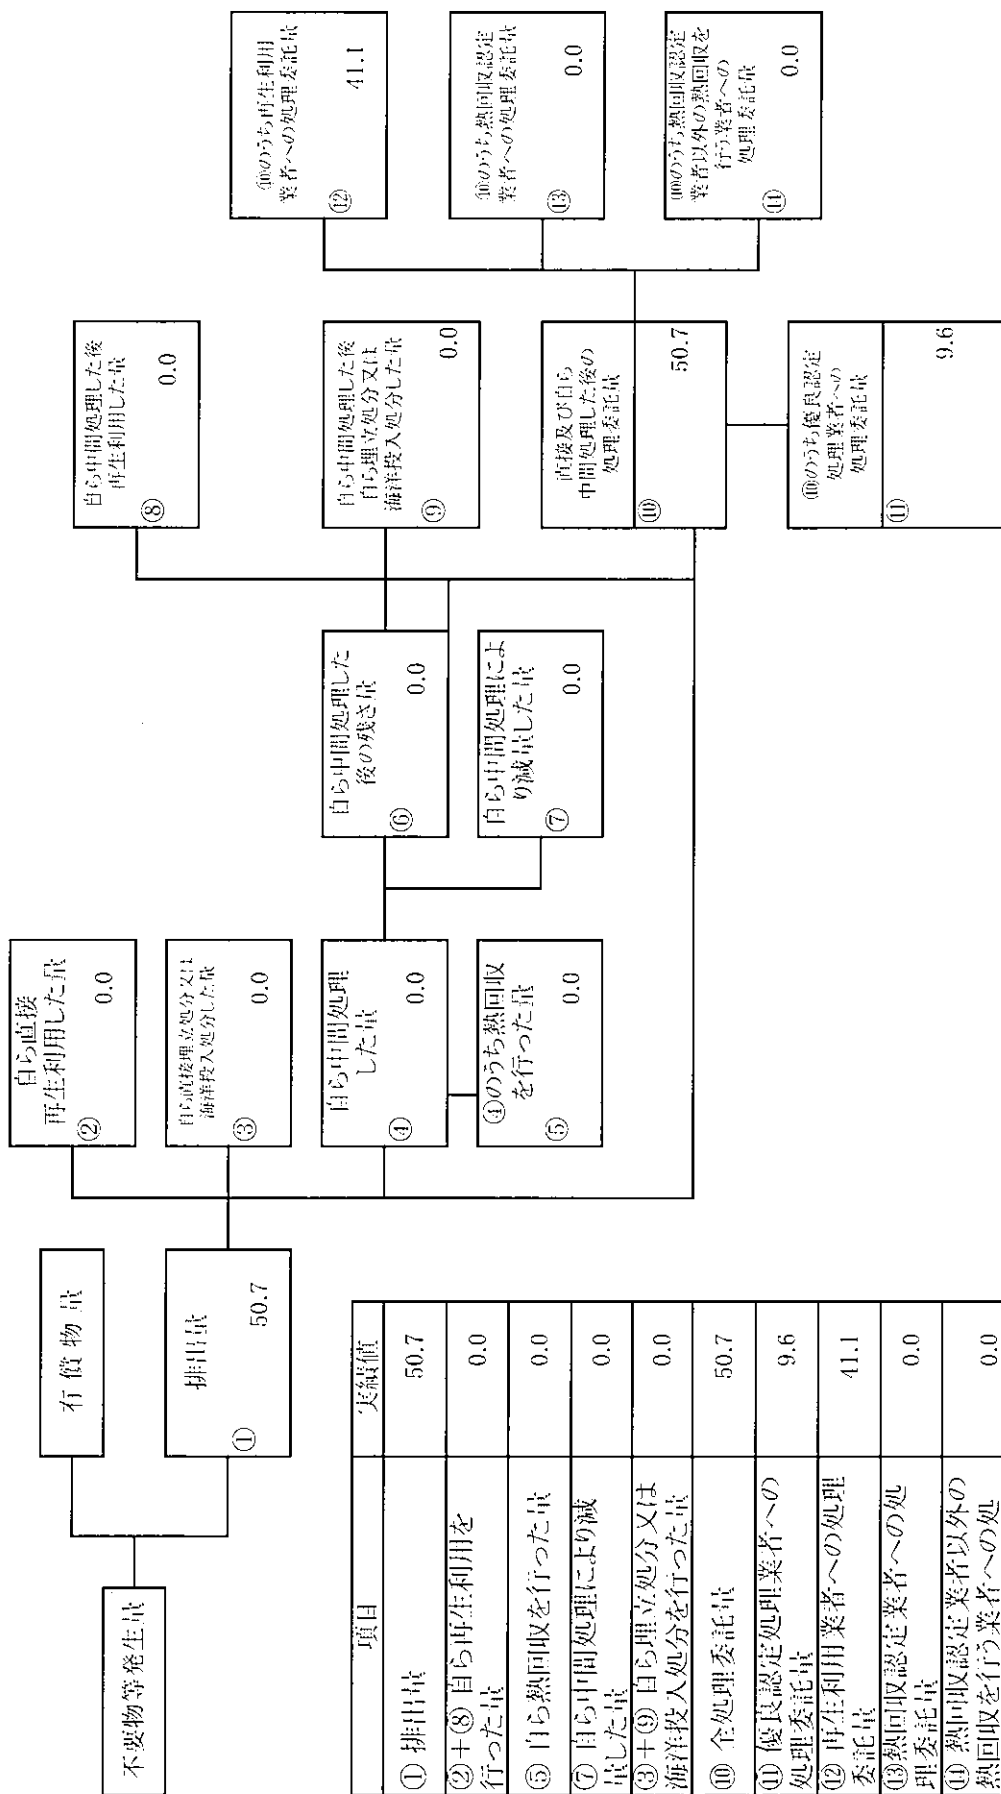 不要物等発生量
有償物量
排出量
①
50.7
自ら直接
再生利用した量
②
0.0
自ら直接埋立処分又は
海洋投入処分した量
③
0.0
自ら中間処理
した量
④
0.0
④のうち熱回収
を行った量
⑤
0.0
自ら中間処理した
後の残さ量
⑥
0.0
自ら中間処理によ
り減量した量
⑦
0.0
自ら中間処理した後
再生利用した量
⑧
0.0
自ら中間処理した後
自ら埋立処分又は
海洋投入処分した量
⑨
0.0
直接及び自ら
中間処理した後の
処理委託量
⑩
50.7
⑩のうち優良認定
処理業者への
処理委託量
⑪
9.6
⑩のうち再生利用
業者への処理委託量
⑫
41.1
⑩のうち熱回収認定
業者への処理委託量
⑬
0.0
⑩のうち熱回収認定
業者以外の熱回収を
行う業者への
処理委託量
⑭
0.0
項目 実績値
① 排出量 50.7
②+⑧ 自ら再生利用を
行った量 0.0
⑤ 自ら熱回収を行った量 0.0
⑦ 自ら中間処理により減
量した量 0.0
③+⑨ 自ら埋立処分又は
海洋投入処分を行った量 0.0
⑩ 全処理委託量 50.7
⑪ 優良認定処理業者への
処理委託量 9.6
⑫ 再生利用業者への処理
委託量 41.1
⑬熱回収認定業者への処
理委託量 0.0
⑭ 熱回収認定業者以外の
熱回収を行う業者への処 0.0